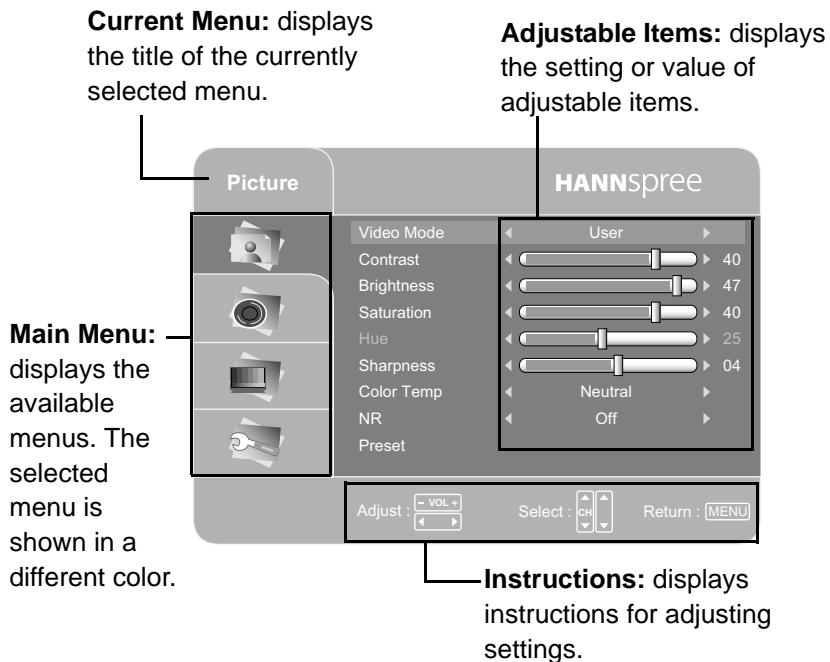 Current Menu: displays
the title of the currently
selected menu.
Adjustable Items: displays
the setting or value of
adjustable items.
Picture
HANNspree
Video Mode User
Contrast 40
Brightness 47
Saturation 40
Hue 25
Sharpness 04
Color Temp Neutral
NR Off
Preset
Main Menu:
displays the
available
menus. The
selected
menu is
shown in a
different color.
Adjust : - VOL + Select : CH Return : MENU
Instructions: displays
instructions for adjusting
settings.